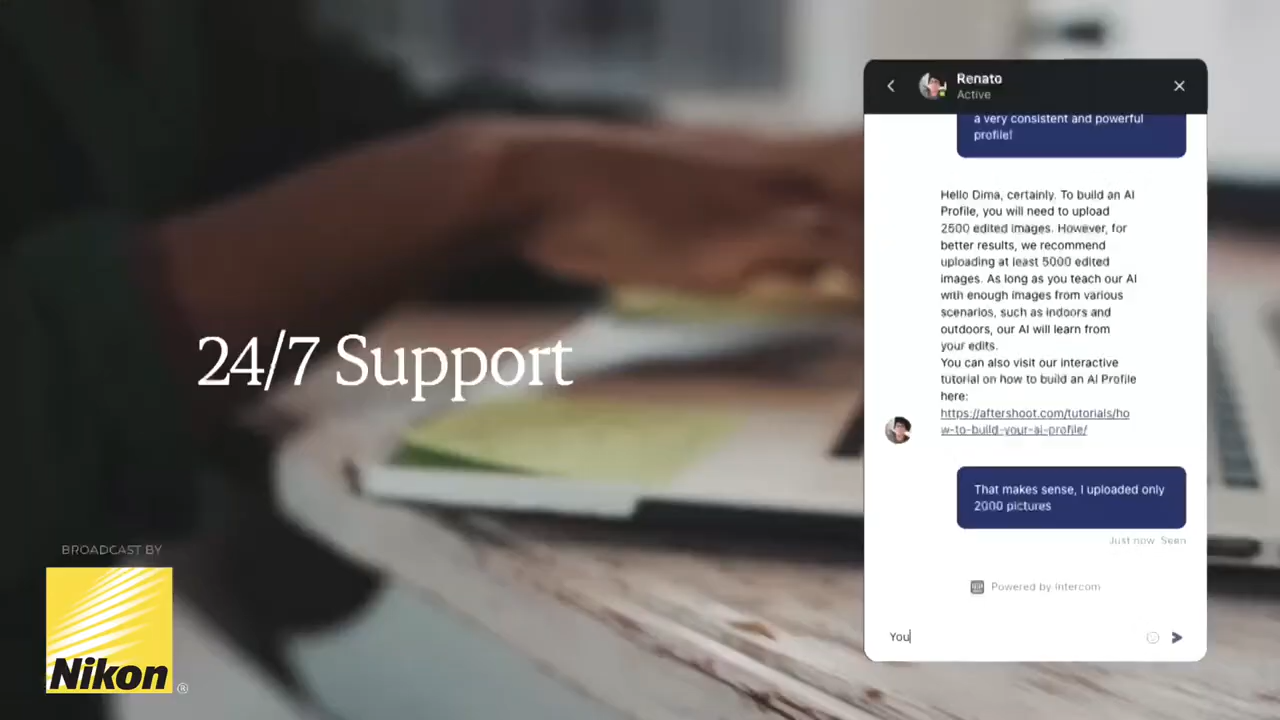 Renato
Active
a very consistent and powerful
profile!
Hello Dima, certainly. To build an AI
Profile, you will need to upload
2500 edited images. However, for
better results, we recommend
uploading at least 5000 edited
images. As long as you teach our AI
with enough images from various
scenarios, such as indoors and
outdoors, our AI will learn from
your edits.
You can also visit our interactive
tutorial on how to build an AI Profile
here:
https://aftershoot.com/tutorials/ho
w-to-build-your-ai-profile/
24/7 Support
That makes sense, I uploaded only
2000 pictures
Just now. Seen
Powered by Intercom
You
BROADCAST BY
Nikon
®